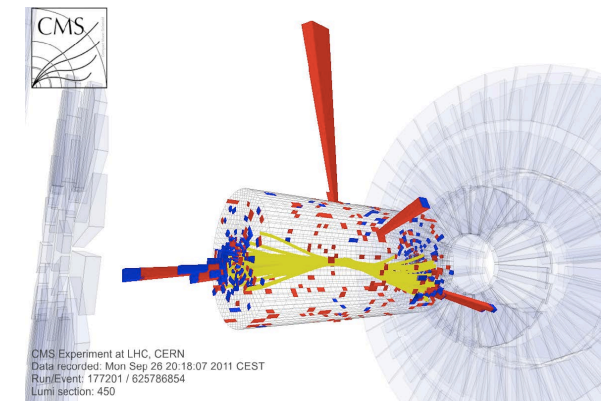 CMS
CMS Experiment at LHC, CERN
Data recorded: Mon Sep 26 20:18:07 2011 CEST
Run/Event: 177201 / 625786854
Lumi section: 450